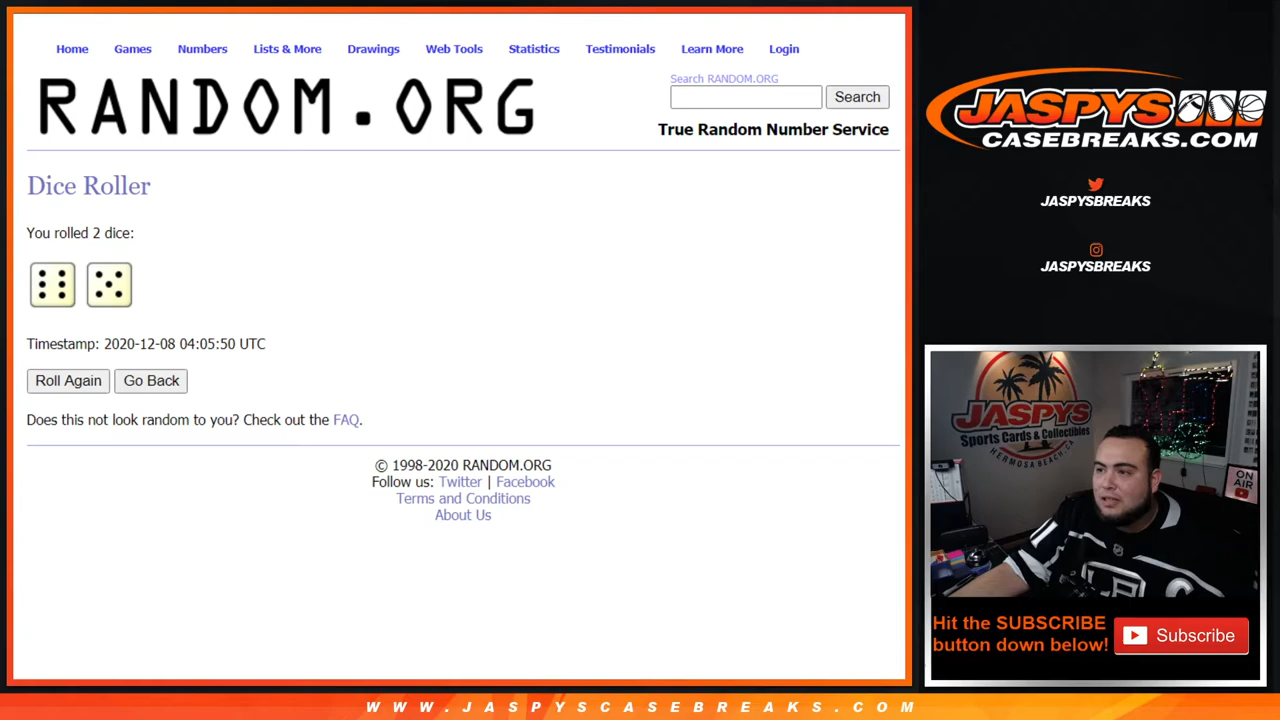 Home Games Numbers Lists & More Drawings Web Tools Statistics Testimonials Learn More Login
RANDOM.ORG
Search RANDOM.ORG
Search
True Random Number Service
Dice Roller
You rolled 2 dice:
Timestamp: 2020-12-08 04:05:50 UTC
Roll Again Go Back
Does this not look random to you? Check out the FAQ.
© 1998-2020 RANDOM.ORG
Follow us: Twitter | Facebook
Terms and Conditions
About Us
JASPYS
CASEBREAKS.COM
JASPYSBREAKS
JASPYSBREAKS
JASPYS
Sports Cards & Collectibles
HERMOSA BEACH, CA
ON
AIR
LA
C
Hit the SUBSCRIBE
button down below!
Subscribe
WWW.JASPYSCASEBREAKS.COM